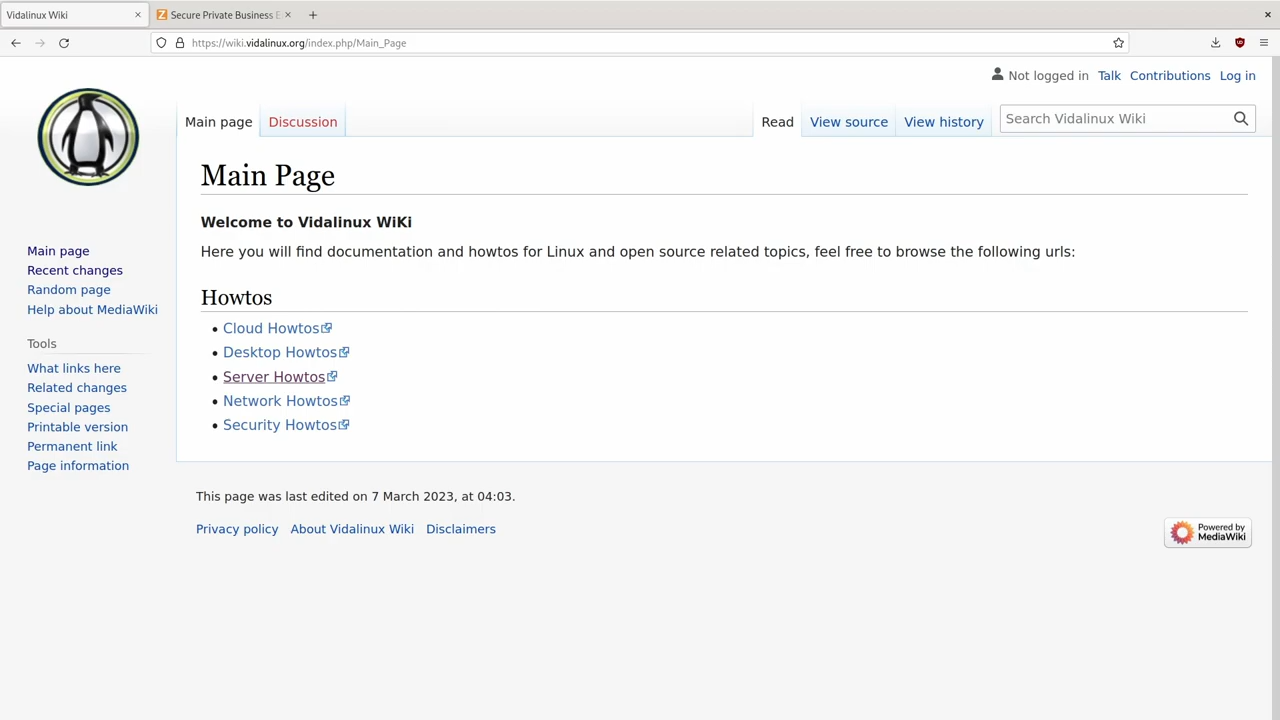 Vidalinux Wiki
Secure Private Business E
https://wiki.vidalinux.org/index.php/Main_Page
Not logged in Talk Contributions Log in
Main page Discussion Read View source View history Search Vidalinux Wiki
Main Page
Welcome to Vidalinux WiKi
Here you will find documentation and howtos for Linux and open source related topics, feel free to browse the following urls:
Howtos
Cloud Howtos
Desktop Howtos
Server Howtos
Network Howtos
Security Howtos
Main page
Recent changes
Random page
Help about MediaWiki
Tools
What links here
Related changes
Special pages
Printable version
Permanent link
Page information
This page was last edited on 7 March 2023, at 04:03.
Privacy policy About Vidalinux Wiki Disclaimers
Powered by
MediaWiki